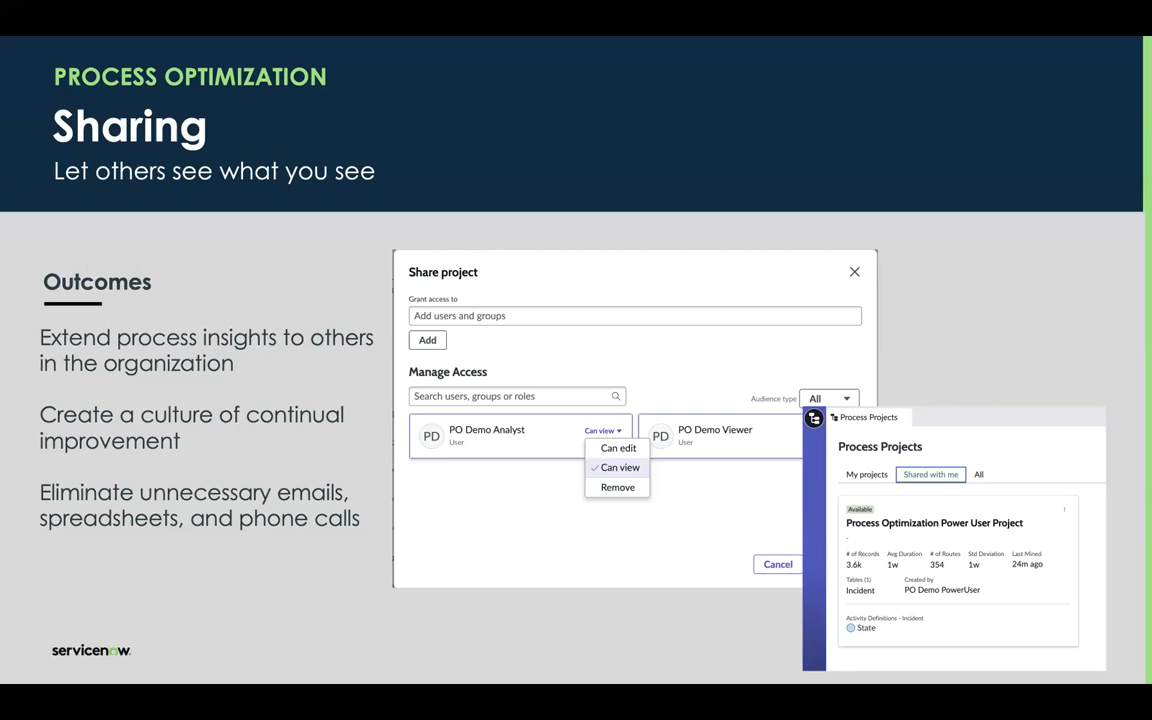 PROCESS OPTIMIZATION
Sharing
Let others see what you see
Outcomes
Extend process insights to others
in the organization
Create a culture of continual
improvement
Eliminate unnecessary emails,
spreadsheets, and phone calls
servicenow
Share project
Grant access to
Add users and groups
Add
Manage Access
Search users, groups or roles
Audience type
All
PD
PO Demo Analyst
User
Can view
PD
PO Demo Viewer
User
Can edit
Can view
Remove
Cancel
Process Projects
Process Projects
My projects
Shared with me
All
Available
Process Optimization Power User Project
-
# of Records Avg Duration # of Routes Std Deviation Last Mined
3.6k 1w 354 1w 24m ago
Tables (1) Created by
Incident PO Demo PowerUser
Activity Definitions - Incident
State